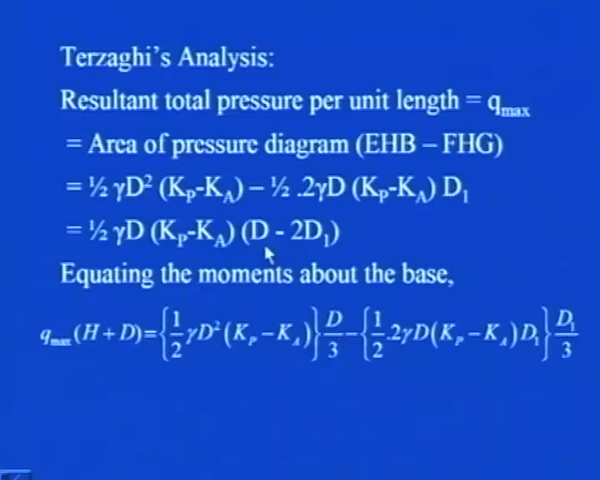 Terzaghi's Analysis:
Resultant total pressure per unit length = qmax
= Area of pressure diagram (EHB – FHG)
= ½ γD² (KP-KA) – ½ .2γD (KP-KA) D1
= ½ γD (KP-KA) (D - 2D1)
Equating the moments about the base,
qmax (H + D) = {1/2 γD² (KP – KA)} D/3 – {1/2 .2γD(KP – KA)D1} D1/3